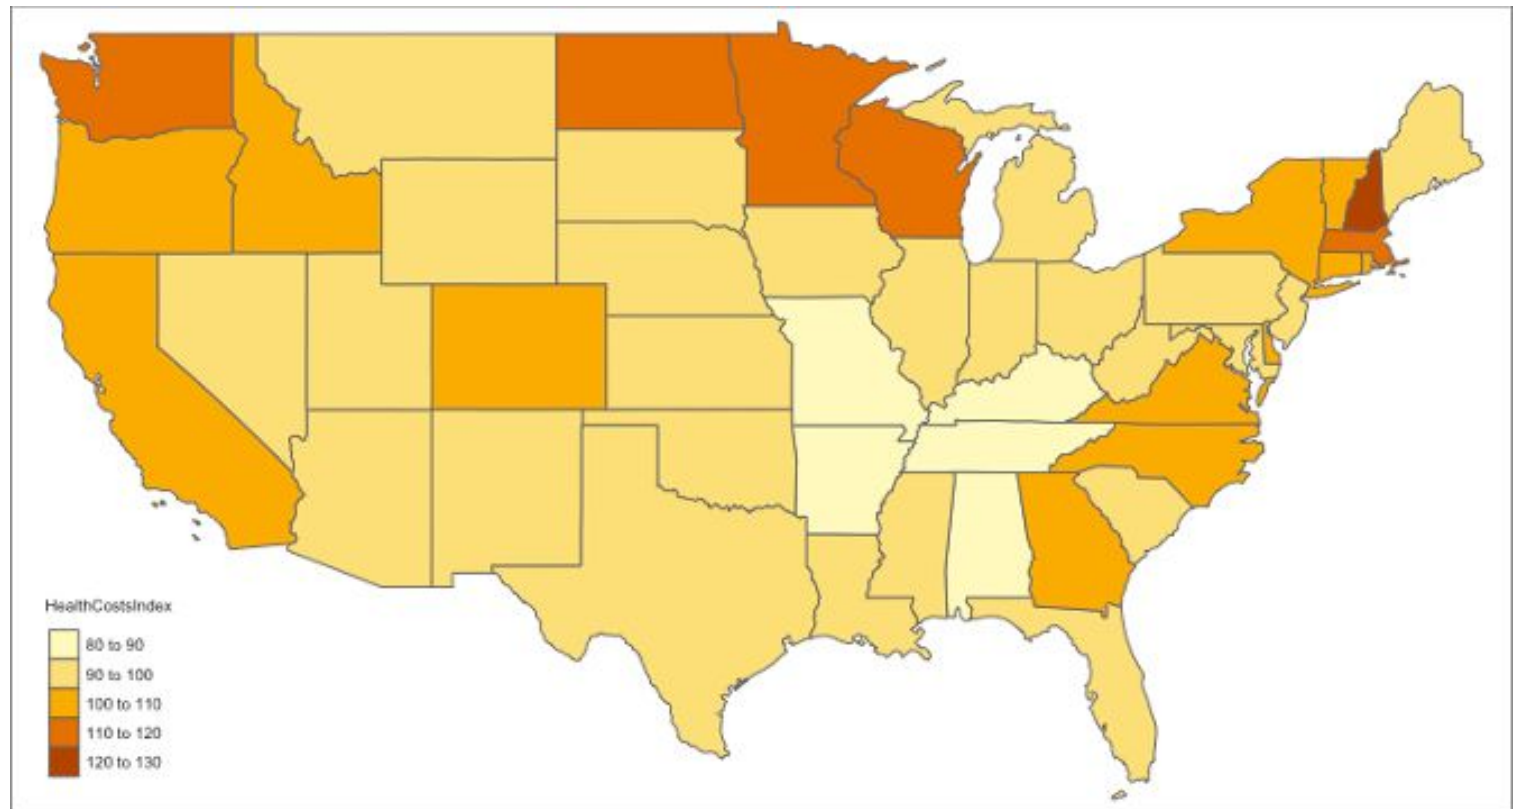 HealthCostsIndex
80 to 90
90 to 100
100 to 110
110 to 120
120 to 130